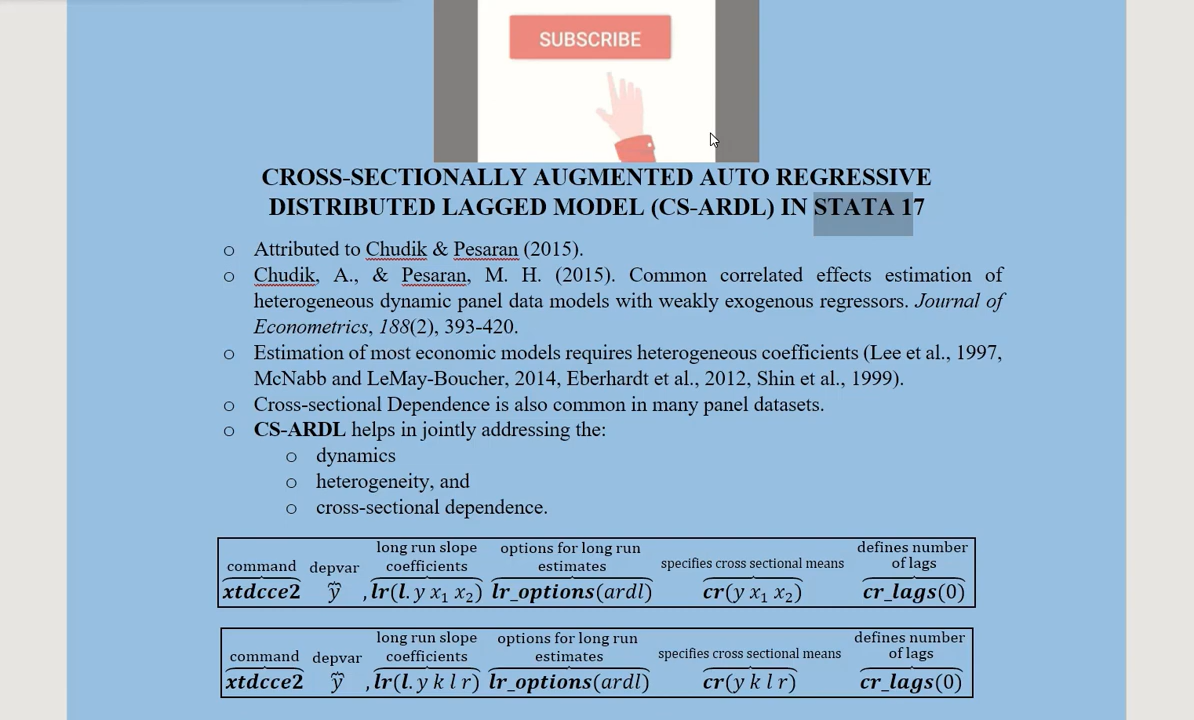 SUBSCRIBE
CROSS-SECTIONALLY AUGMENTED AUTO REGRESSIVE
DISTRIBUTED LAGGED MODEL (CS-ARDL) IN STATA 17
o Attributed to Chudik & Pesaran (2015).
o Chudik, A., & Pesaran, M. H. (2015). Common correlated effects estimation of
heterogeneous dynamic panel data models with weakly exogenous regressors. Journal of
Econometrics, 188(2), 393-420.
o Estimation of most economic models requires heterogeneous coefficients (Lee et al., 1997,
McNabb and LeMay-Boucher, 2014, Eberhardt et al., 2012, Shin et al., 1999).
o Cross-sectional Dependence is also common in many panel datasets.
o CS-ARDL helps in jointly addressing the:
o dynamics
o heterogeneity, and
o cross-sectional dependence.
long run slope options for long run defines number
command depvar coefficients estimates specifies cross sectional means of lags
xtdcce2 y , lr(l. y x₁ x₂) lr_options(ardl) cr(y x₁ x₂) cr_lags(0)
long run slope options for long run defines number
command depvar coefficients estimates specifies cross sectional means of lags
xtdcce2 y , lr(l. y k l r) lr_options(ardl) cr(y k l r) cr_lags(0)